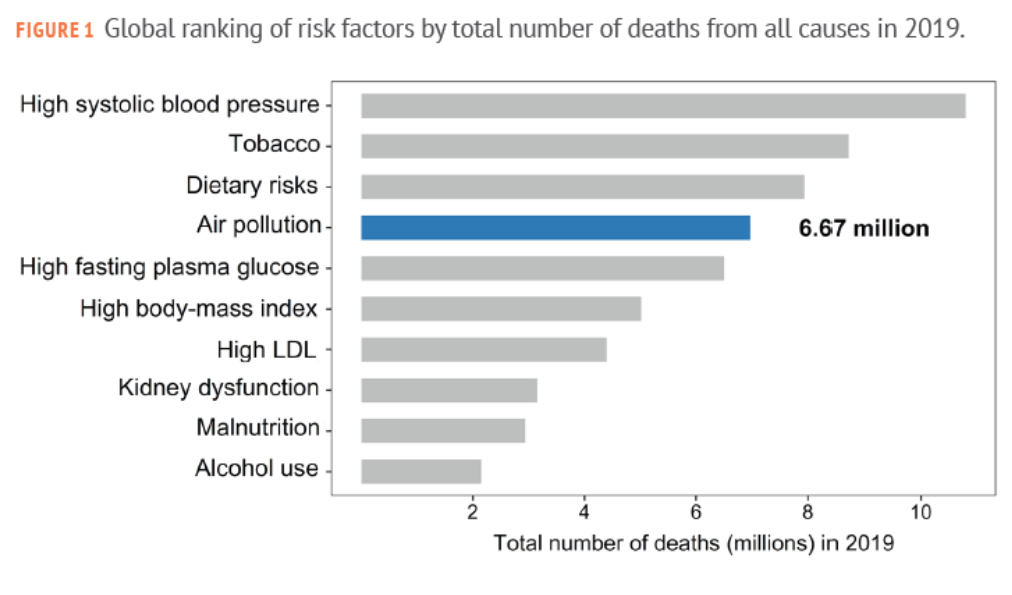 FIGURE 1 Global ranking of risk factors by total number of deaths from all causes in 2019.
High systolic blood pressure
Tobacco
Dietary risks
Air pollution 6.67 million
High fasting plasma glucose
High body-mass index
High LDL
Kidney dysfunction
Malnutrition
Alcohol use
2 4 6 8 10
Total number of deaths (millions) in 2019